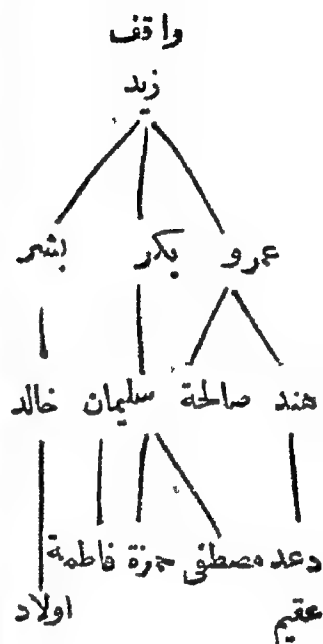 واقف
زيد
عمرو بكر بشر
هند صالحة سليمان خالد
دعد مصطفى حمزة فاطمة
عقيم اولاد